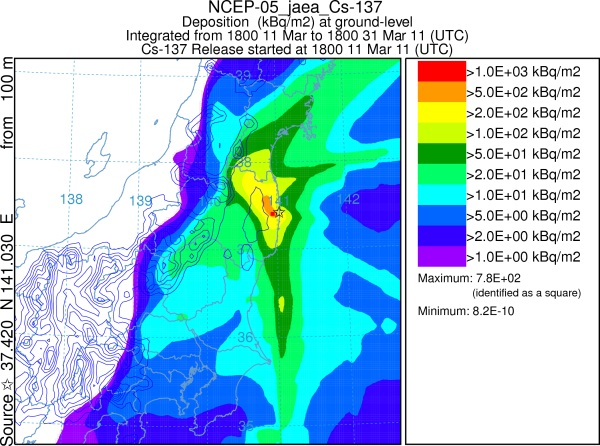 NCEP-05_jaea_Cs-137
Deposition (kBq/m2) at ground-level
Integrated from 1800 11 Mar to 1800 31 Mar 11 (UTC)
Cs-137 Release started at 1800 11 Mar 11 (UTC)
Source ☆ 37.420 N 141.030 E from 100 m
39
38
138
139
140
141
142
37
36
35
>1.0E+03 kBq/m2
>5.0E+02 kBq/m2
>2.0E+02 kBq/m2
>1.0E+02 kBq/m2
>5.0E+01 kBq/m2
>2.0E+01 kBq/m2
>1.0E+01 kBq/m2
>5.0E+00 kBq/m2
>2.0E+00 kBq/m2
>1.0E+00 kBq/m2
Maximum: 7.8E+02
(identified as a square)
Minimum: 8.2E-10